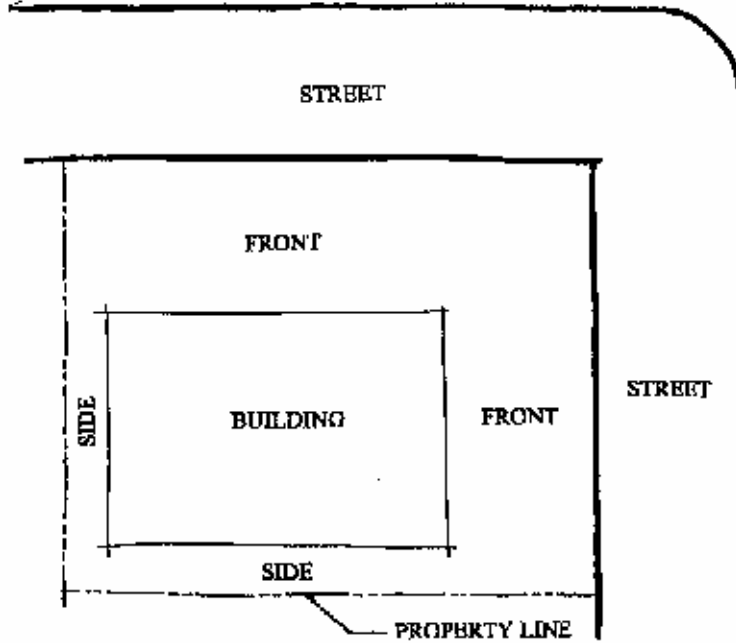 STREET
FRONT
SIDE
BUILDING
FRONT
STREET
SIDE
PROPERTY LINE